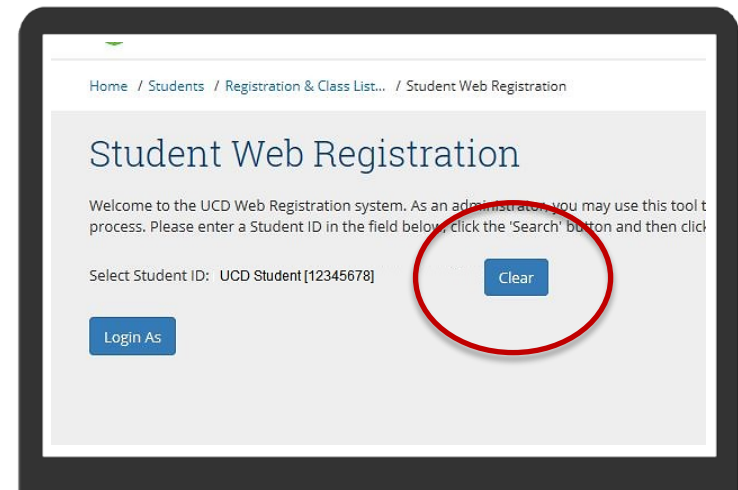 Home / Students / Registration & Class List... / Student Web Registration
Student Web Registration
Welcome to the UCD Web Registration system. As an administrator, you may use this tool t
process. Please enter a Student ID in the field below, click the 'Search' button and then click
Select Student ID: UCD Student [12345678] Clear
Login As